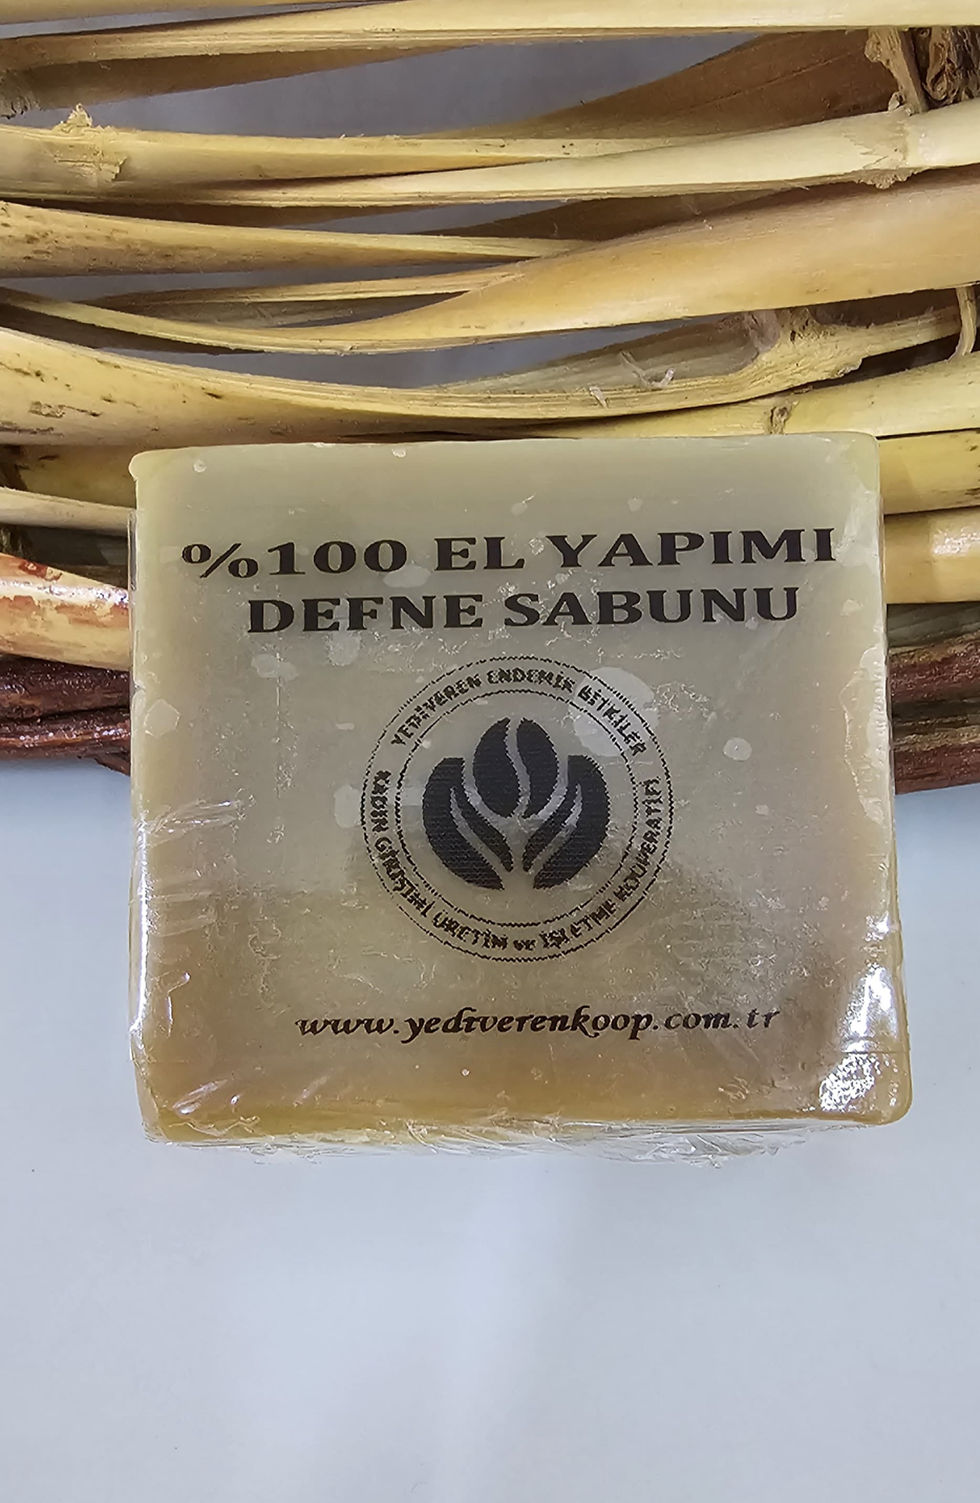 %100 EL YAPIMI
DEFNE SABUNU
YEDİVEREN ENDEMİK BİTKİLER
KADIN GİRİŞİMİ ÜRETİM ve İŞLETME KOOPERATİFİ
www.yediverenkoop.com.tr